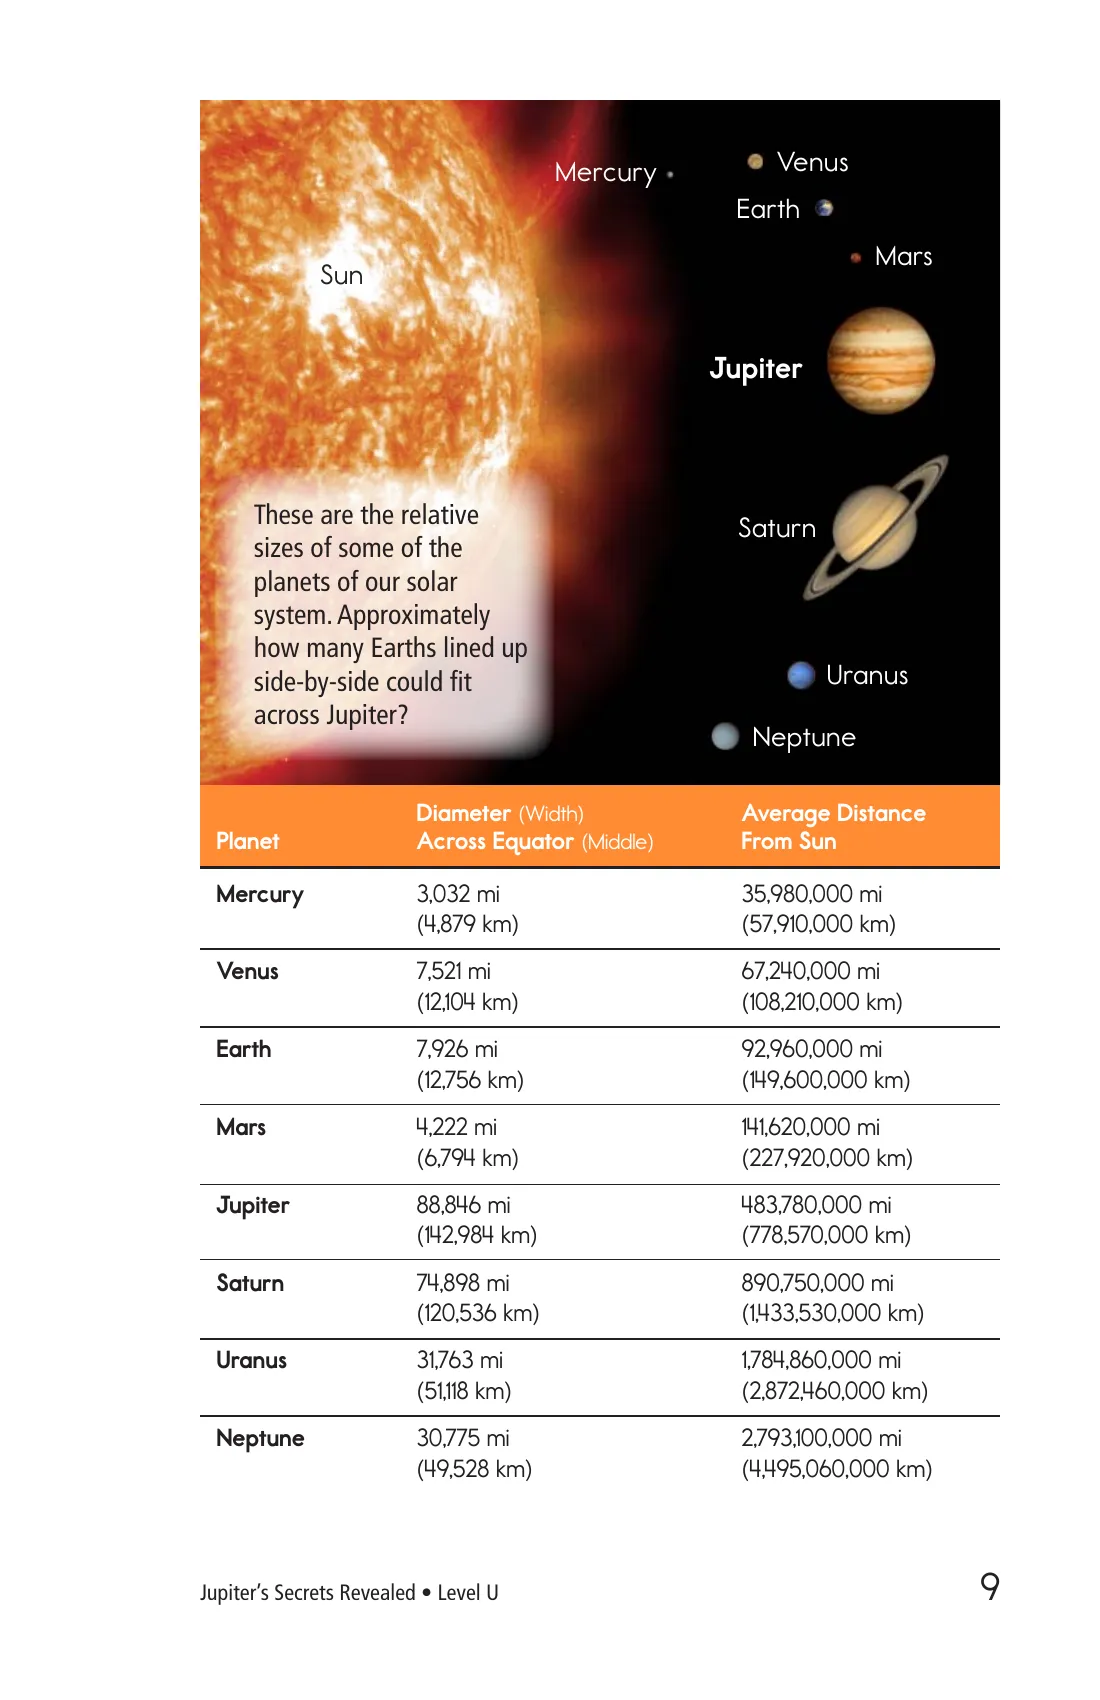 Mercury
Venus
Earth
Mars
Sun
Jupiter
Saturn
These are the relative
sizes of some of the
planets of our solar
system. Approximately
how many Earths lined up
side-by-side could fit
across Jupiter?
Uranus
Neptune
Planet
Diameter (Width)
Across Equator (Middle)
Average Distance
From Sun
Mercury
3,032 mi
(4,879 km)
35,980,000 mi
(57,910,000 km)
Venus
7,521 mi
(12,104 km)
67,240,000 mi
(108,210,000 km)
Earth
7,926 mi
(12,756 km)
92,960,000 mi
(149,600,000 km)
Mars
4,222 mi
(6,794 km)
141,620,000 mi
(227,920,000 km)
Jupiter
88,846 mi
(142,984 km)
483,780,000 mi
(778,570,000 km)
Saturn
74,898 mi
(120,536 km)
890,750,000 mi
(1,433,530,000 km)
Uranus
31,763 mi
(51,118 km)
1,784,860,000 mi
(2,872,460,000 km)
Neptune
30,775 mi
(49,528 km)
2,793,100,000 mi
(4,495,060,000 km)
Jupiter’s Secrets Revealed • Level U
9